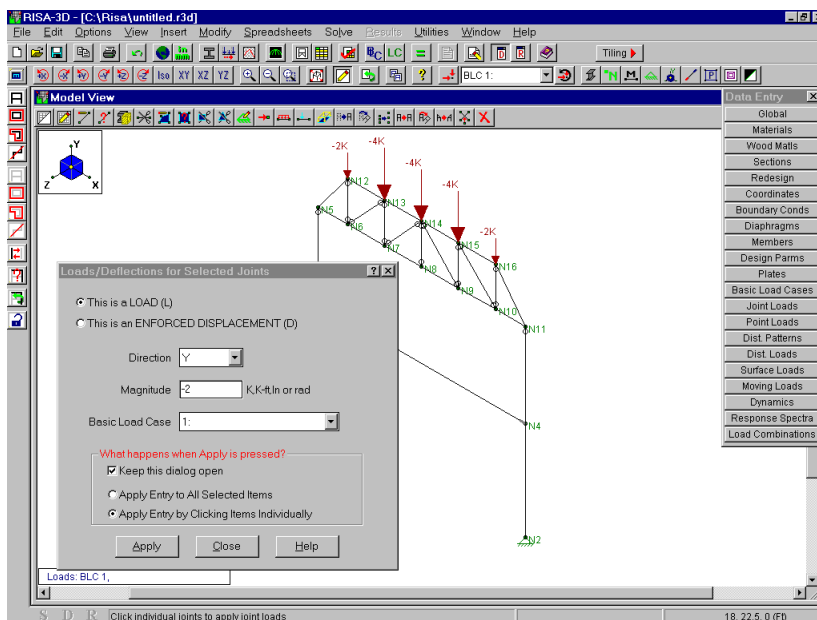 RISA-3D - [C:\Risa\untitled.r3d]
File Edit Options View Insert Modify Spreadsheets Solve Results Utilities Window Help
BC LC = D R Tiling
Iso XY XZ YZ ? BLC 1: N M P
Model View
Data Entry
Global
Materials
Wood Matls
Sections
Redesign
Coordinates
Boundary Conds
Diaphragms
Members
Design Parms
Plates
Basic Load Cases
Joint Loads
Point Loads
Dist. Patterns
Dist. Loads
Surface Loads
Moving Loads
Dynamics
Response Spectra
Load Combinations
Y
Z X
-2K -4K
-4K
-4K
-2K
N12
N13
N5
N6
N14
N7
N15
N8
N16
N9
N10
N11
N4
N2
Loads/Deflections for Selected Joints
This is a LOAD (L)
This is an ENFORCED DISPLACEMENT (D)
Direction Y
Magnitude -2 K,K-ft,In or rad
Basic Load Case 1:
What happens when Apply is pressed?
Keep this dialog open
Apply Entry to All Selected Items
Apply Entry by Clicking Items Individually
Apply Close Help
Loads: BLC 1,
S D R Click individual joints to apply joint loads 18, 22.5, 0 (Ft)